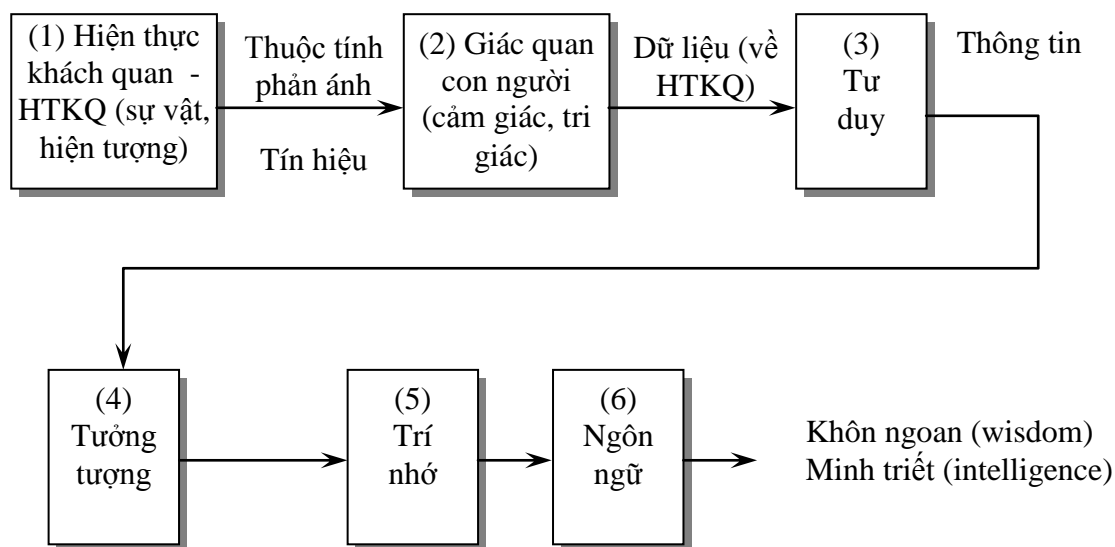 (1) Hiện thực
khách quan -
HTKQ (sự vật,
hiện tượng)
Thuộc tính
phản ánh
Tín hiệu
(2) Giác quan
con người
(cảm giác, tri
giác)
Dữ liệu (về
HTKQ)
(3)
Tư
duy
Thông tin
(4)
Tưởng
tượng
(5)
Trí
nhớ
(6)
Ngôn
ngữ
Khôn ngoan (wisdom)
Minh triết (intelligence)